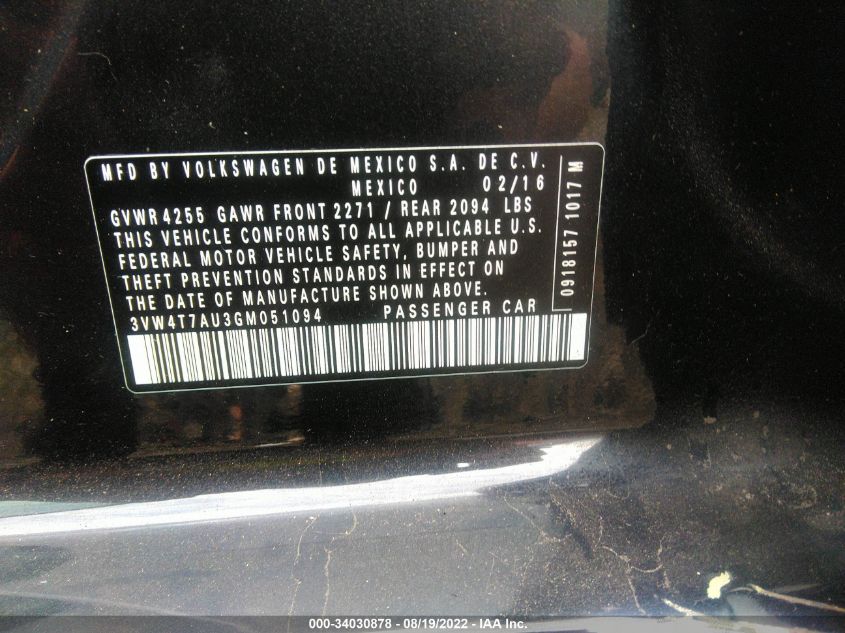 MFD BY VOLKSWAGEN DE MEXICO S.A. DE C.V.
MEXICO 02/16
GVWR 4255 GAWR FRONT 2271 / REAR 2094 LBS
THIS VEHICLE CONFORMS TO ALL APPLICABLE U.S.
FEDERAL MOTOR VEHICLE SAFETY, BUMPER AND
THEFT PREVENTION STANDARDS IN EFFECT ON
THE DATE OF MANUFACTURE SHOWN ABOVE.
3VW4T7AU3GM051094 PASSENGER CAR
0918157 1017 M
000-34030878 - 08/19/2022 - IAA Inc.